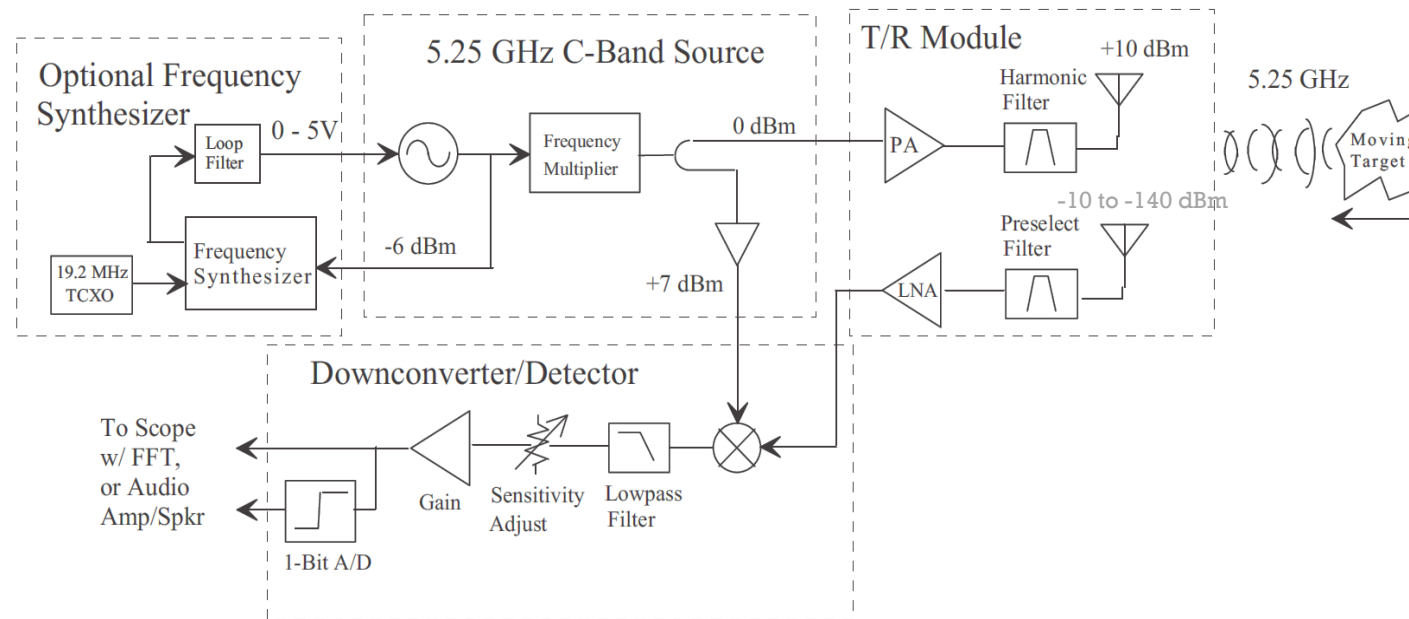 Optional Frequency
Synthesizer
Loop
Filter
0 - 5V
Frequency
Synthesizer
19.2 MHz
TCXO
-6 dBm
5.25 GHz C-Band Source
Frequency
Multiplier
0 dBm
+7 dBm
T/R Module
+10 dBm
Harmonic
Filter
PA
-10 to -140 dBm
Preselect
Filter
LNA
5.25 GHz
Moving
Target
Downconverter/Detector
To Scope
w/ FFT,
or Audio
Amp/Spkr
Gain
Sensitivity
Adjust
Lowpass
Filter
1-Bit A/D